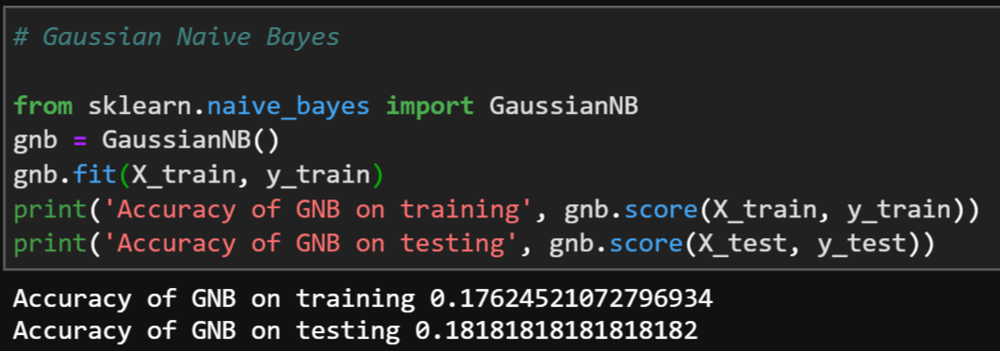 # Gaussian Naive Bayes
from sklearn.naive_bayes import GaussianNB
gnb = GaussianNB()
gnb.fit(X_train, y_train)
print('Accuracy of GNB on training', gnb.score(X_train, y_train))
print('Accuracy of GNB on testing', gnb.score(X_test, y_test))
Accuracy of GNB on training 0.17624521072796934
Accuracy of GNB on testing 0.18181818181818182